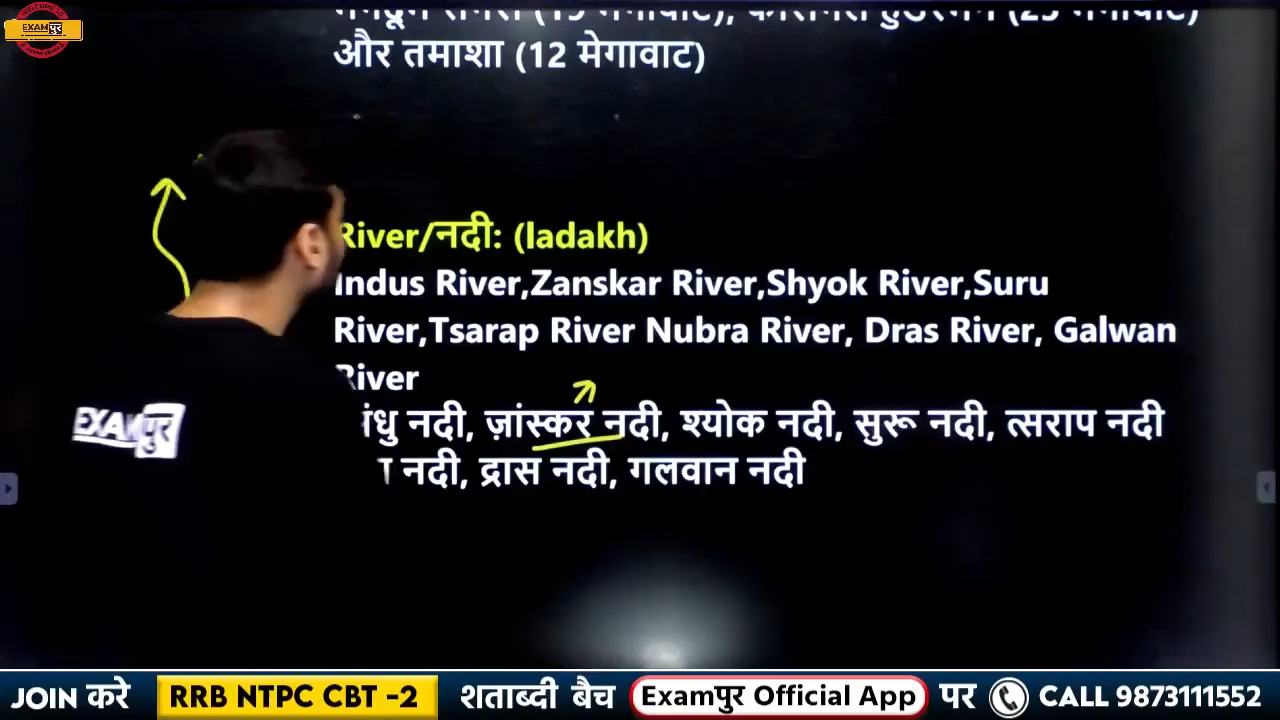 EXAMपुर
और तमाशा (12 मेगावाट)
River/नदी: (ladakh)
Indus River,Zanskar River,Shyok River,Suru
River,Tsarap River Nubra River, Dras River, Galwan
River
नदी, ज़ांस्कर नदी, श्योक नदी, सुरू नदी, त्सराप नदी
नदी, द्रास नदी, गलवान नदी
EXAMपुर
JOIN करे RRB NTPC CBT -2 शताब्दी बैच Examपुर Official App पर CALL 9873111552